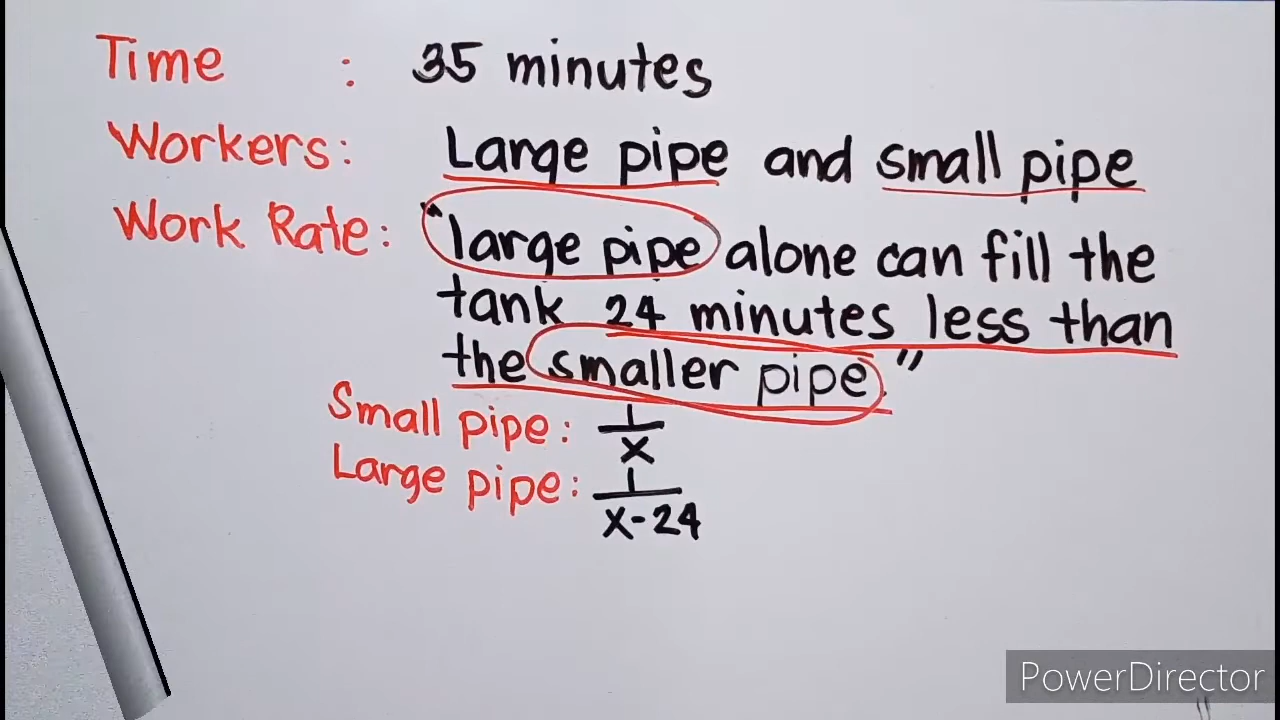 Time : 35 minutes
Workers: Large pipe and small pipe
Work Rate: "large pipe alone can fill the
tank 24 minutes less than
the smaller pipe."
Small pipe: 1/x
Large pipe: 1/x-24
PowerDirector